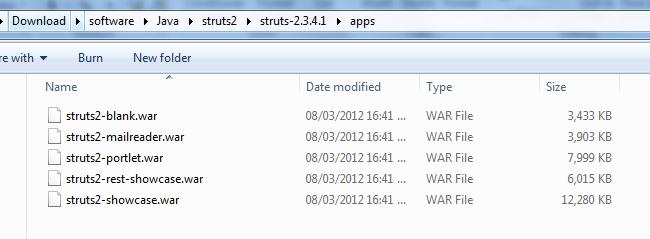 Download software Java struts2 struts-2.3.4.1 apps
re with Burn New folder
Name Date modified Type Size
struts2-blank.war 08/03/2012 16:41 ... WAR File 3,433 KB
struts2-mailreader.war 08/03/2012 16:41 ... WAR File 3,903 KB
struts2-portlet.war 08/03/2012 16:41 ... WAR File 7,999 KB
struts2-rest-showcase.war 08/03/2012 16:41 ... WAR File 6,015 KB
struts2-showcase.war 08/03/2012 16:41 ... WAR File 12,280 KB